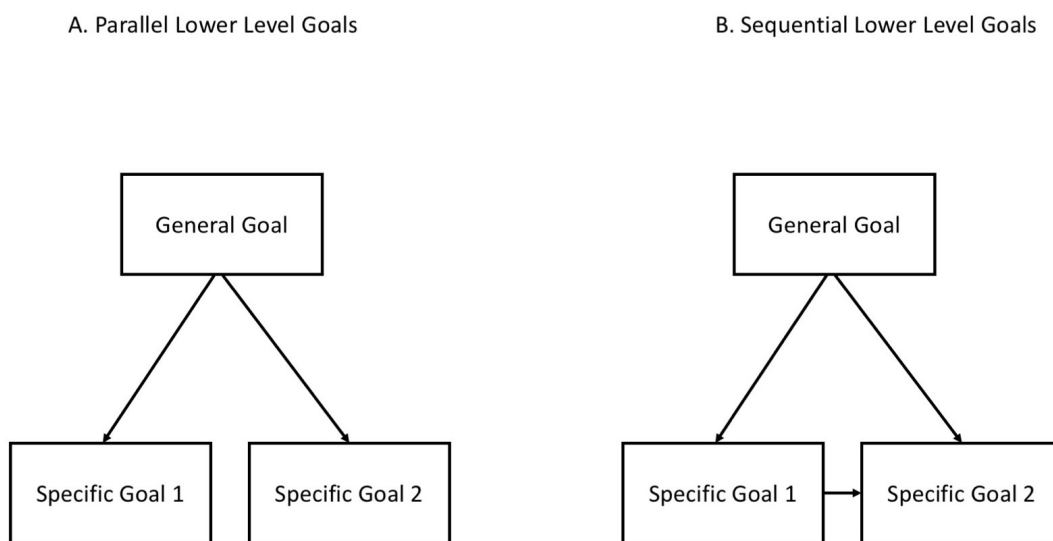 A. Parallel Lower Level Goals
B. Sequential Lower Level Goals
General Goal
General Goal
Specific Goal 1
Specific Goal 2
Specific Goal 1
Specific Goal 2